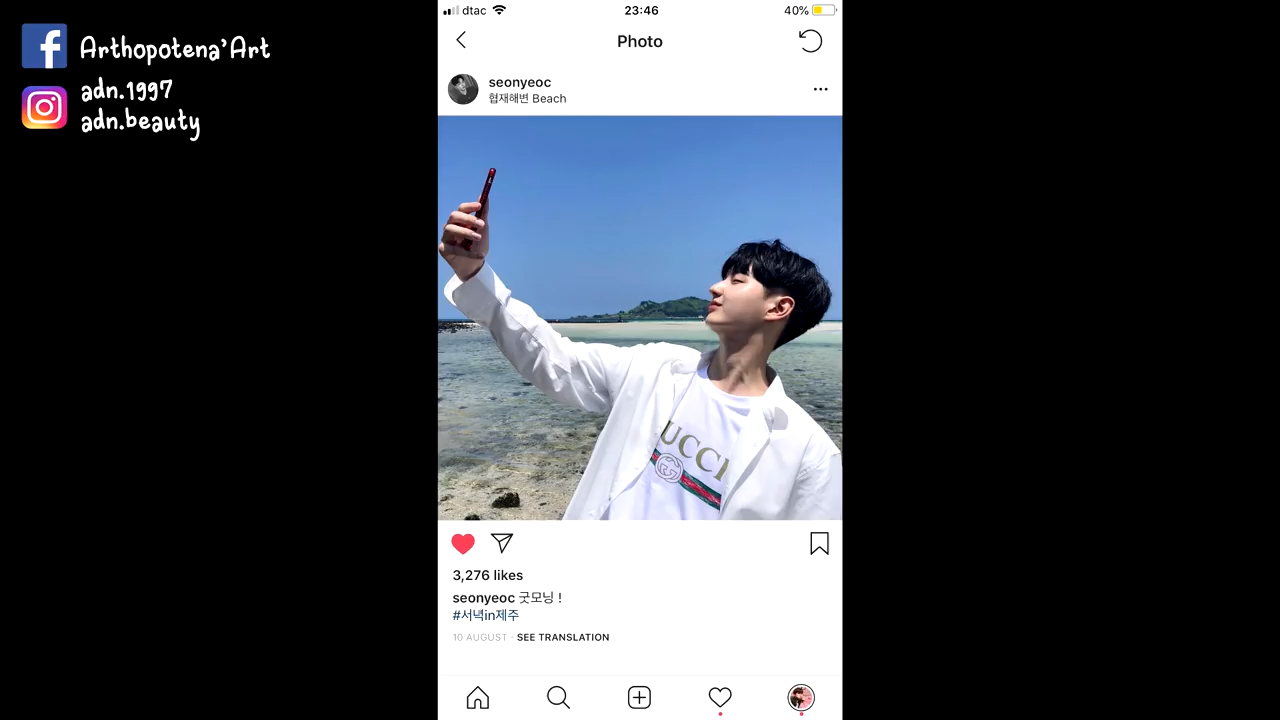 Arthopotena'Art
adn.1997
adn.beauty
dtac 23:46 40%
Photo
seonyeoc
협재해변 Beach
UCCI
3,276 likes
seonyeoc 굿모닝 !
#서녁in제주
10 AUGUST · SEE TRANSLATION